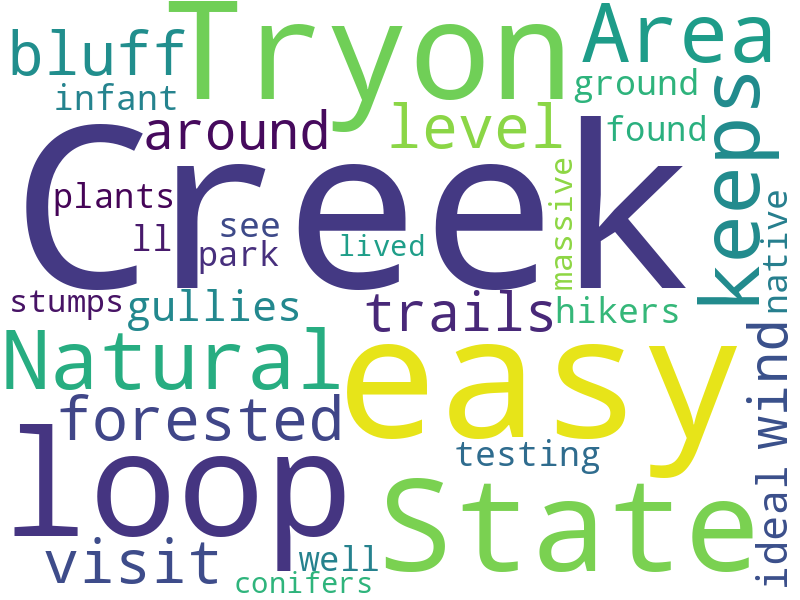 Tryon
Area
bluff
infant
ground
around
level
found
keeps
Creek
plants
see
ll
park
lived
massive
native
stumps
gullies
trails
hikers
Natural
easy
wind
forested
loop
testing
State
ideal
visit
well
conifers